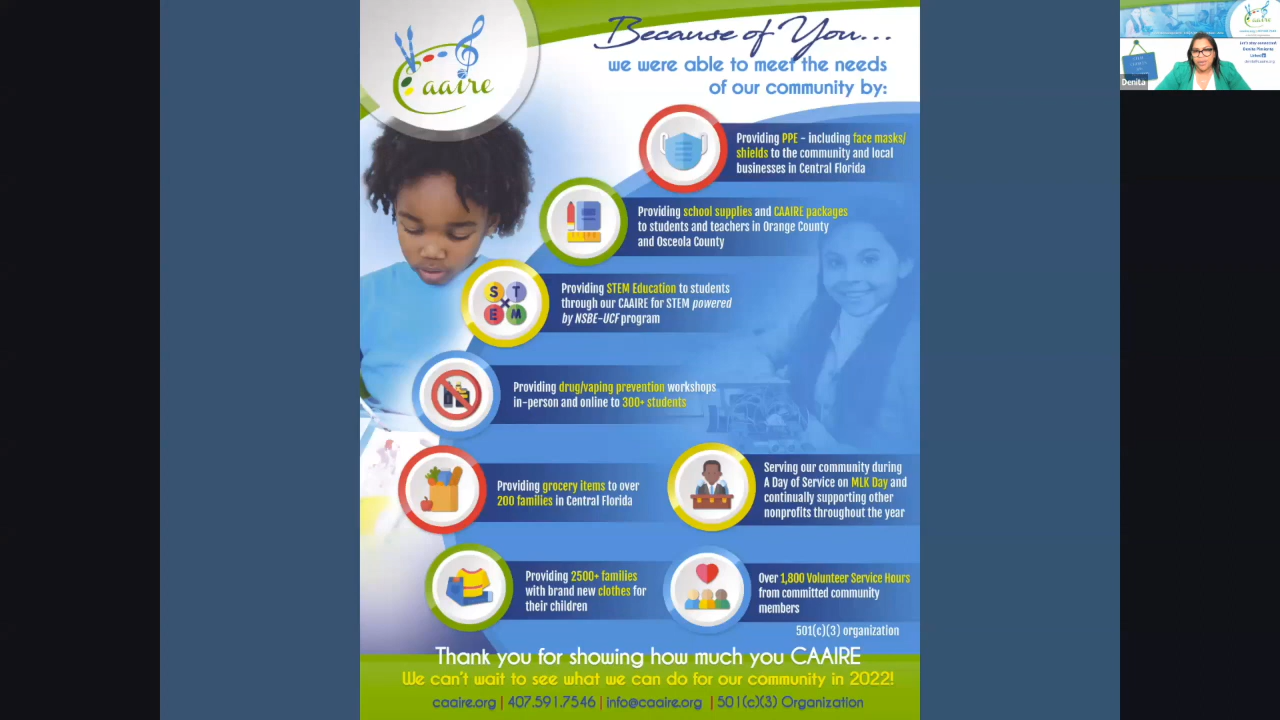 Caaire
Because of You...
we were able to meet the needs
of our community by:
Providing PPE - including face masks/
shields to the community and local
businesses in Central Florida
Providing school supplies and CAAIRE packages
to students and teachers in Orange County
and Osceola County
S T
E M
Providing STEM Education to students
through our CAAIRE for STEM powered
by NSBE-UCF program
Providing drug/vaping prevention workshops
in-person and online to 300+ students
Providing grocery items to over
200 families in Central Florida
Serving our community during
A Day of Service on MLK Day and
continually supporting other
nonprofits throughout the year
Providing 2500+ families
with brand new clothes for
their children
Over 1,800 Volunteer Service Hours
from committed community
members
501(c)(3) organization
Thank you for showing how much you CAAIRE
We can't wait to see what we can do for our community in 2022!
caaire.org | 407.591.7546 | info@caaire.org | 501(c)(3) Organization
Caaire
Let's stay connected
Denita